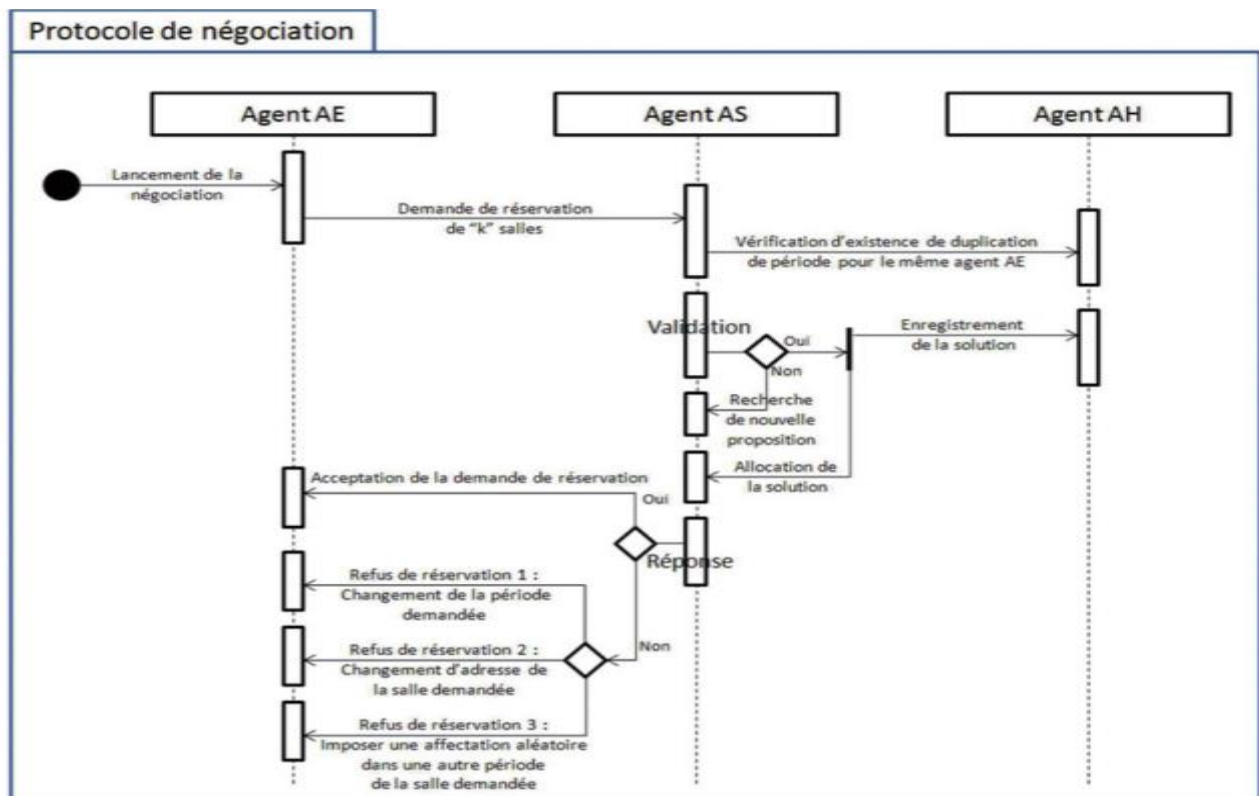 Protocole de négociation
Agent AE
Agent AS
Agent AH
Lancement de la
négociation
Demande de réservation
de "k" salles
Vérification d'existence de duplication
de période pour le même agent AE
Validation
Oui
Non
Enregistrement
de la solution
Recherche
de nouvelle
proposition
Allocation de
la solution
Acceptation de la demande de réservation
Oui
Réponse
Non
Refus de réservation 1 :
Changement de la période
demandée
Refus de réservation 2 :
Changement d'adresse de
la salle demandée
Refus de réservation 3 :
Imposer une affectation aléatoire
dans une autre période
de la salle demandée